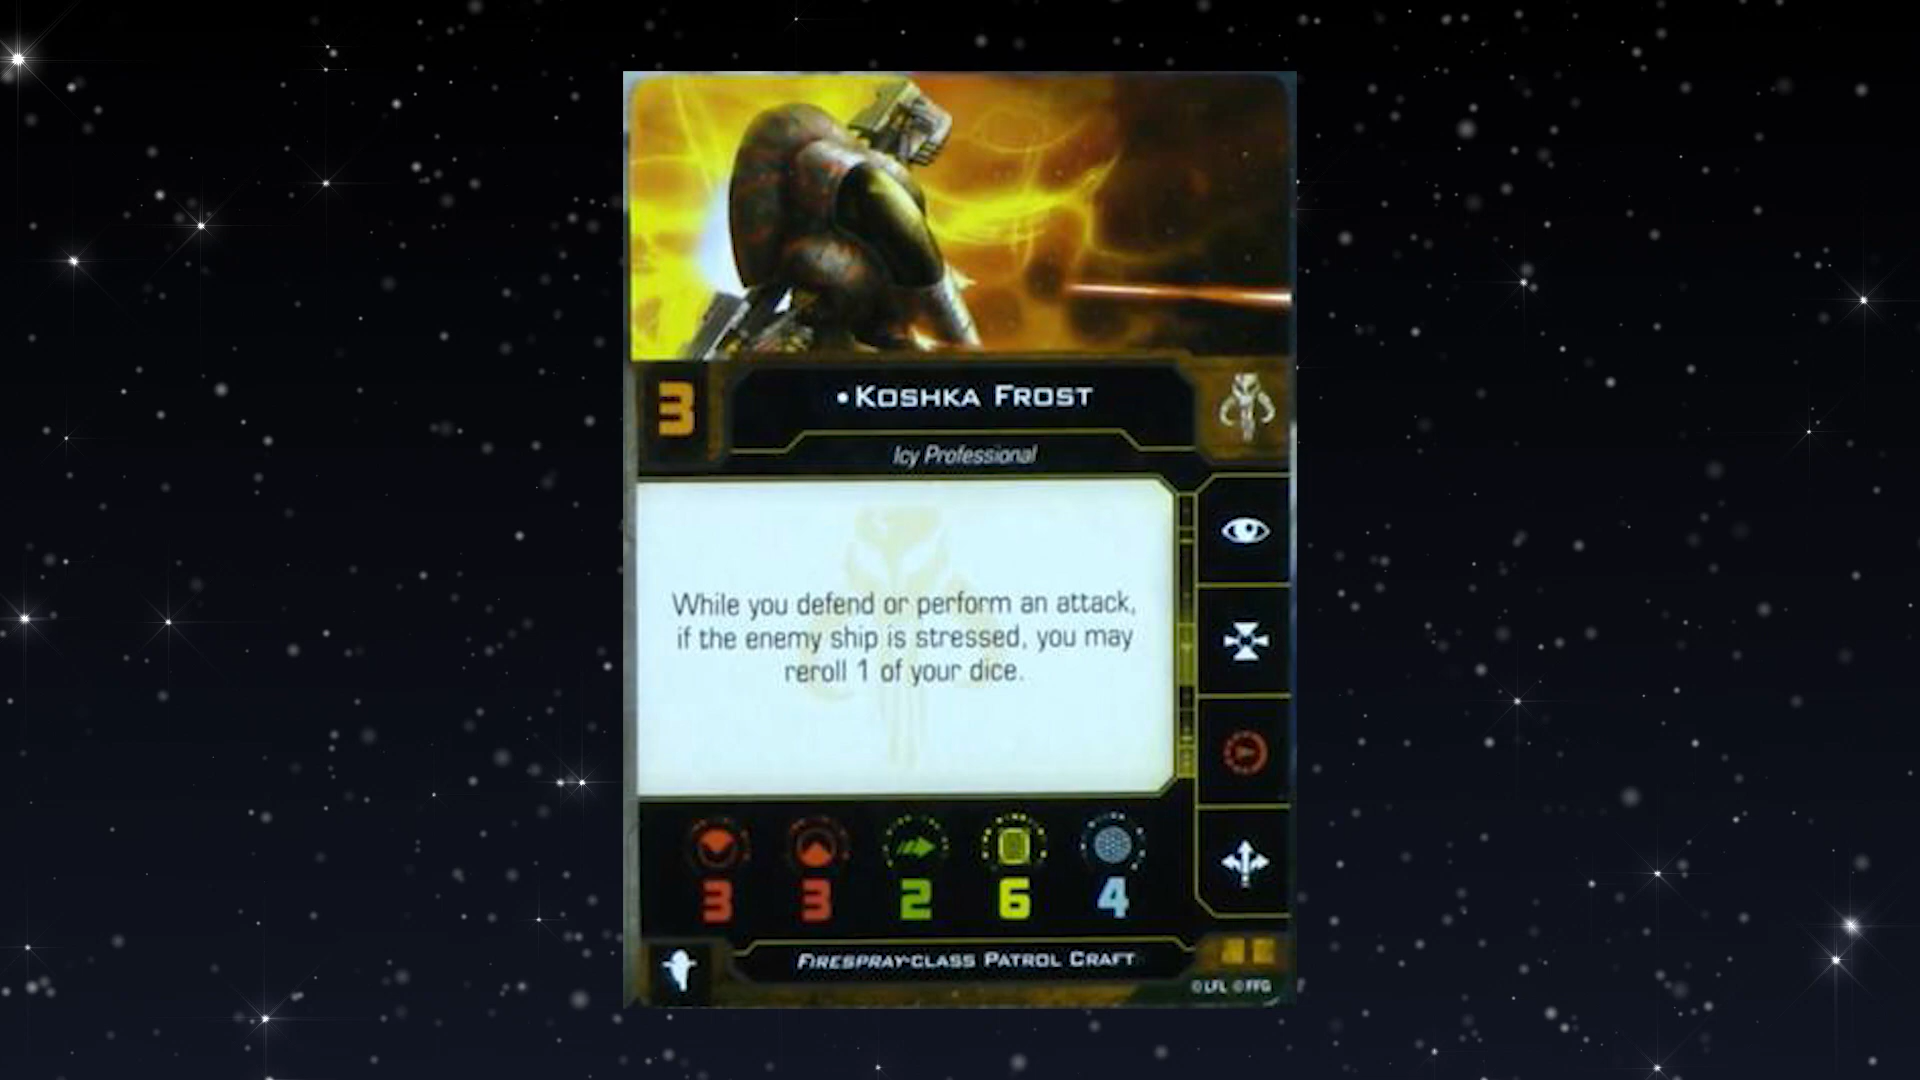 3
•Koshka Frost
Icy Professional
While you defend or perform an attack,
if the enemy ship is stressed, you may
reroll 1 of your dice.
3 3 2 6 4
Firespray-class Patrol Craft
©LFL ©FFG